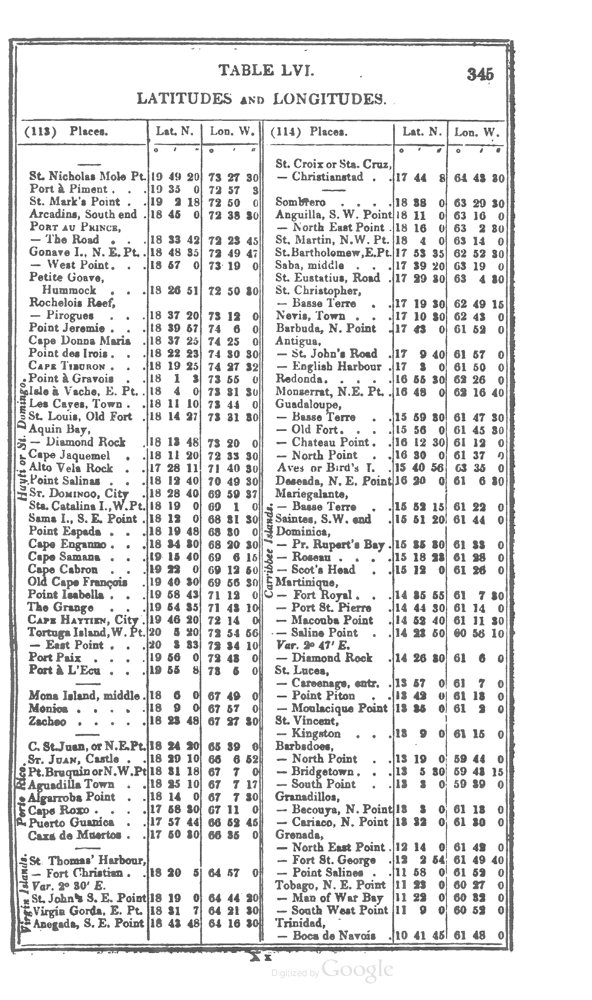 TABLE LVI.
345
LATITUDES AND LONGITUDES.
(113) Places. Lat. N. Lon. W.
° ′ ″ ° ′ ″
Hayti or St. Domingo.
St. Nicholas Mole Pt. 19 49 20 73 27 30
Port à Piment . . . 19 35 0 72 57 3
St. Mark's Point . . 19 2 18 72 50 0
Arcadins, South end . 18 45 0 72 38 30
PORT AU PRINCE,
— The Road . . . 18 33 42 72 23 45
Gonave I., N. E. Pt. . 18 48 35 72 49 47
— West Point . . . 18 57 0 73 19 0
Petite Goave,
Hummock . . . 18 26 51 72 50 30
Rochelois Reef,
— Pirogues . . . 18 37 20 73 12 0
Point Jeremie . . . 18 39 57 74 6 0
Cape Donna Maria . 18 37 25 74 25 0
Point des Irois . . . 18 22 23 74 30 30
CAPE TIBURON . . . 18 19 25 74 27 32
Point à Gravois . . 18 1 3 73 55 0
Isle à Vache, E. Pt. . 18 4 0 73 31 30
Les Cayes, Town . . 18 11 10 73 44 0
St. Louis, Old Fort . 18 14 27 73 31 30
Aquin Bay,
— Diamond Rock . 18 13 48 73 20 0
Cape Jaquemel . . 18 11 20 72 33 30
Alto Vela Rock . . 17 28 11 71 40 30
Point Salinas . . . 18 12 40 70 49 30
ST. DOMINGO, City . 18 28 40 69 59 37
Sta. Catalina I., W. Pt. 18 19 0 69 1 0
Sama I., S. E. Point . 18 12 0 68 31 30
Point Espada . . . 18 19 48 68 30 0
Cape Enganno . . . 18 34 30 68 20 30
Cape Samana . . . 19 15 40 69 6 15
Cape Cabron . . . 19 22 0 69 12 50
Old Cape François . 19 40 30 69 56 30
Point Isabella . . . 19 58 43 71 12 0
The Grange . . . 19 54 35 71 43 10
CAPE HAYTIEN, City . 19 46 20 72 14 0
Tortuga Island, W. Pt. 20 5 20 72 54 56
— East Point . . . 20 3 33 72 34 10
Port Paix . . . . 19 56 0 72 48 0
Port à L'Ecu . . . 19 55 8 73 5 0
Mona Island, middle . 18 6 0 67 49 0
Monica . . . . . 18 9 0 67 57 0
Zacheo . . . . . 18 23 48 67 27 30
Porto Rico.
C. St. Juan, or N.E.Pt. 18 24 20 65 39 0
ST. JUAN, Castle . . 18 29 10 66 6 52
Pt. Bruquin or N.W.Pt 18 31 18 67 7 0
Aguadilla Town . . 18 25 10 67 7 17
Algarroba Point . . 18 14 0 67 7 30
Cape Roxo . . . . 17 58 30 67 11 0
Puerto Guanica . . 17 57 44 66 52 45
Caxa de Muertos . . 17 50 30 66 35 0
Virgin Islands.
St. Thomas' Harbour,
— Fort Christian . . 18 20 5 64 57 0
Var. 2° 30′ E.
St. John's S. E. Point 18 19 0 64 44 20
Virgin Gorda, E. Pt. 18 31 7 64 21 30
Anegada, S. E. Point 18 43 48 64 16 30
(114) Places. Lat. N. Lon. W.
° ′ ″ ° ′ ″
St. Croix or Sta. Cruz,
— Christianstad . . 17 44 8 64 43 30
Carribbee Islands.
Sombrero . . . . 18 38 0 63 29 30
Anguilla, S. W. Point 18 11 0 63 16 0
— North East Point . 18 16 0 63 2 30
St. Martin, N.W. Pt. 18 4 0 63 14 0
St. Bartholomew, E.Pt. 17 53 35 62 52 30
Saba, middle . . . 17 39 20 63 19 0
St. Eustatius, Road . 17 29 30 63 4 30
St. Christopher,
— Basse Terre . . 17 19 30 62 49 15
Nevis, Town . . . 17 10 30 62 43 0
Barbuda, N. Point . 17 43 0 61 52 0
Antigua,
— St. John's Road . 17 9 40 61 57 0
— English Harbour . 17 3 0 61 50 0
Redonda . . . . . 16 55 30 62 26 0
Monserrat, N.E. Pt. . 16 48 0 62 16 40
Guadaloupe,
— Basse Terre . . 15 59 30 61 47 30
— Old Fort . . . . 15 56 0 61 45 30
— Chateau Point . . 16 12 30 61 12 0
— North Point . . 16 30 0 61 37 0
Aves or Bird's I. . 15 40 56 63 35 0
Deseada, N. E. Point 16 20 0 61 6 30
Mariegalante,
— Basse Terre . . 15 52 15 61 22 0
Saintes, S.W. end . 15 51 20 61 44 0
Dominica,
— Pr. Rupert's Bay . 15 35 30 61 33 0
— Roseau . . . . 15 18 23 61 28 0
— Scot's Head . . 15 12 0 61 26 0
Martinique,
— Fort Royal . . . 14 35 55 61 7 30
— Port St. Pierre . 14 44 30 61 14 0
— Macouba Point . 14 52 40 61 11 30
— Saline Point . . 14 22 50 60 56 10
Var. 2° 47′ E.
— Diamond Rock . 14 26 30 61 6 0
St. Lucea,
— Careenage, entr. . 13 57 0 61 7 0
— Point Piton . . 13 42 0 61 13 0
— Moulacique Point 13 35 0 61 2 0
St. Vincent,
— Kingston . . . 13 9 0 61 15 0
Barbadoes,
— North Point . . 13 19 0 59 44 0
— Bridgetown . . . 13 5 30 59 43 15
— South Point . . 13 3 0 59 39 0
Granadillos,
— Becouya, N. Point 13 3 0 61 13 0
— Cariaco, N. Point 12 32 0 61 30 0
Grenada,
— North East Point . 12 14 0 61 42 0
— Fort St. George . 12 2 54 61 49 40
— Point Salines . . 11 58 0 61 52 0
Tobago, N. E. Point 11 23 0 60 27 0
— Man of War Bay 11 22 0 60 32 0
— South West Point 11 9 0 60 52 0
Trinidad,
— Boca de Navois . 10 41 45 61 48 0
X x
Digitized by Google